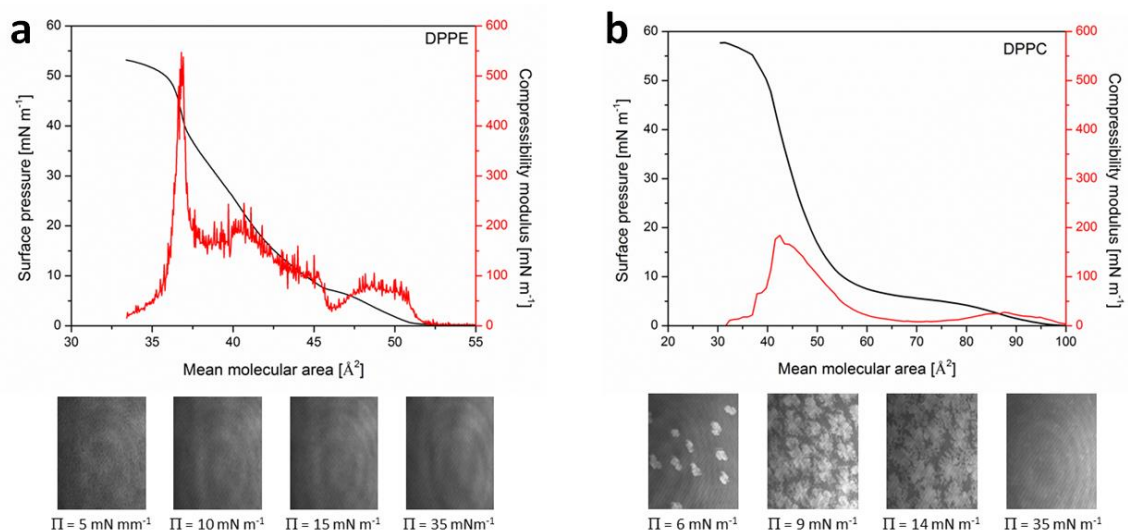 a
DPPE
Surface pressure [mN m⁻¹]
60
50
40
30
20
10
0
30 35 40 45 50 55
Mean molecular area [Å²]
600
500
400
300
200
100
0
Compressibility modulus [mN m⁻¹]
Π = 5 mN mm⁻¹ Π = 10 mN m⁻¹ Π = 15 mN m⁻¹ Π = 35 mNm⁻¹
b
DPPC
Surface pressure [mN m⁻¹]
60
50
40
30
20
10
0
20 30 40 50 60 70 80 90 100
Mean molecular area [Å²]
600
500
400
300
200
100
0
Compressibility modulus [mN m⁻¹]
Π = 6 mN m⁻¹ Π = 9 mN m⁻¹ Π = 14 mN m⁻¹ Π = 35 mN m⁻¹